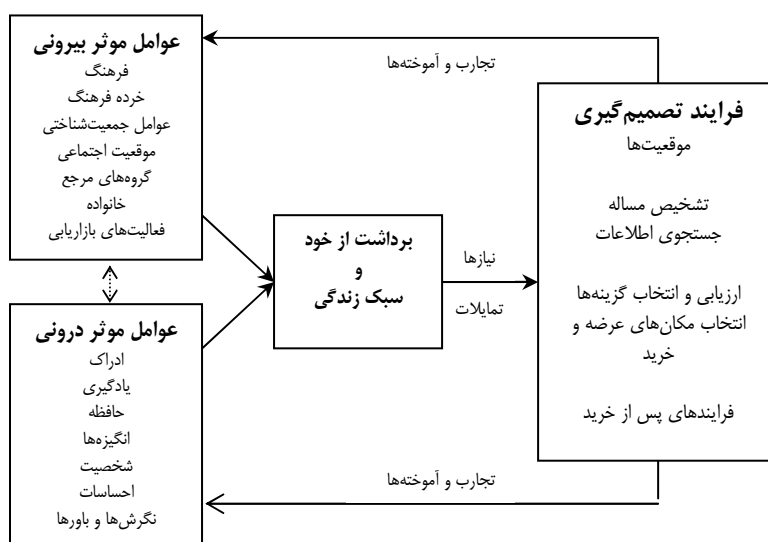 عوامل موثر بیرونی
فرهنگ
خرده فرهنگ
عوامل جمعیت‌شناختی
موقعیت اجتماعی
گروه‌های مرجع
خانواده
فعالیت‌های بازاریابی
تجارب و آموخته‌ها
فرایند تصمیم‌گیری
موقعیت‌ها
تشخیص مساله
جستجوی اطلاعات
ارزیابی و انتخاب گزینه‌ها
انتخاب مکان‌های عرضه و
خرید
فرایندهای پس از خرید
برداشت از خود
و
سبک زندگی
نیازها
تمایلات
عوامل موثر درونی
ادراک
یادگیری
حافظه
انگیزه‌ها
شخصیت
احساسات
نگرش‌ها و باورها
تجارب و آموخته‌ها